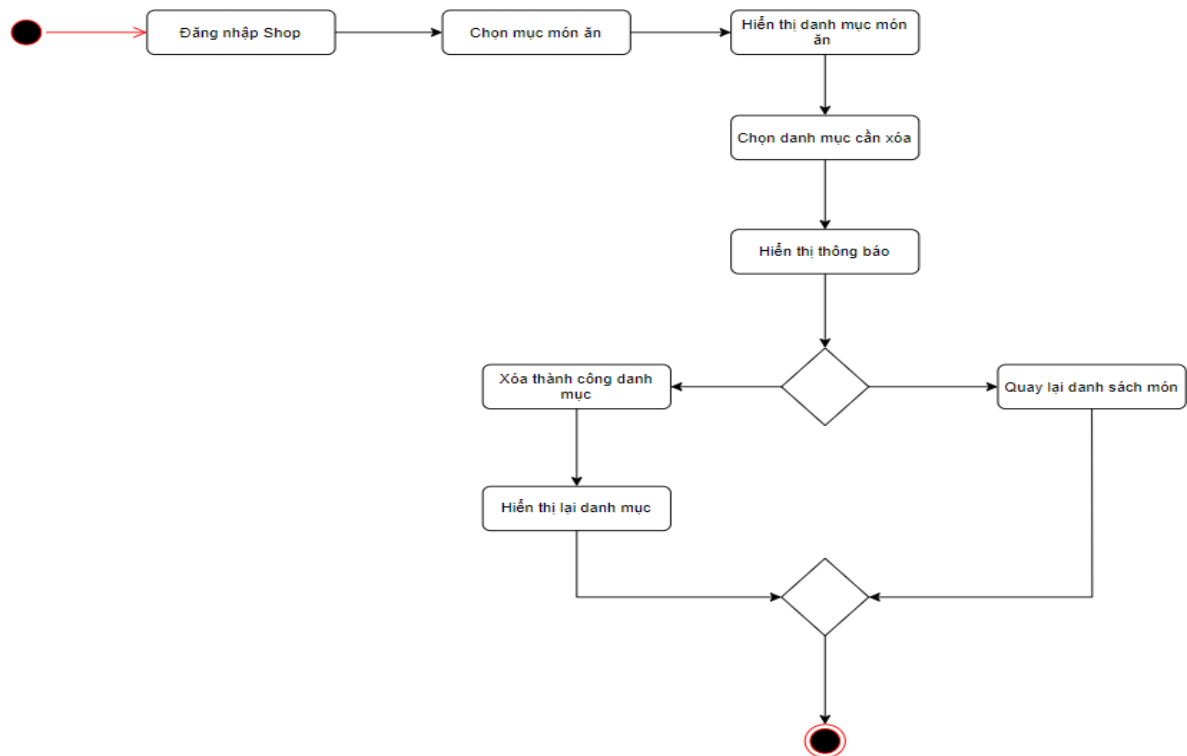 Đăng nhập Shop
Chọn mục món ăn
Hiển thị danh mục món
ăn
Chọn danh mục cần xóa
Hiển thị thông báo
Xóa thành công danh
mục
Quay lại danh sách món
Hiển thị lại danh mục